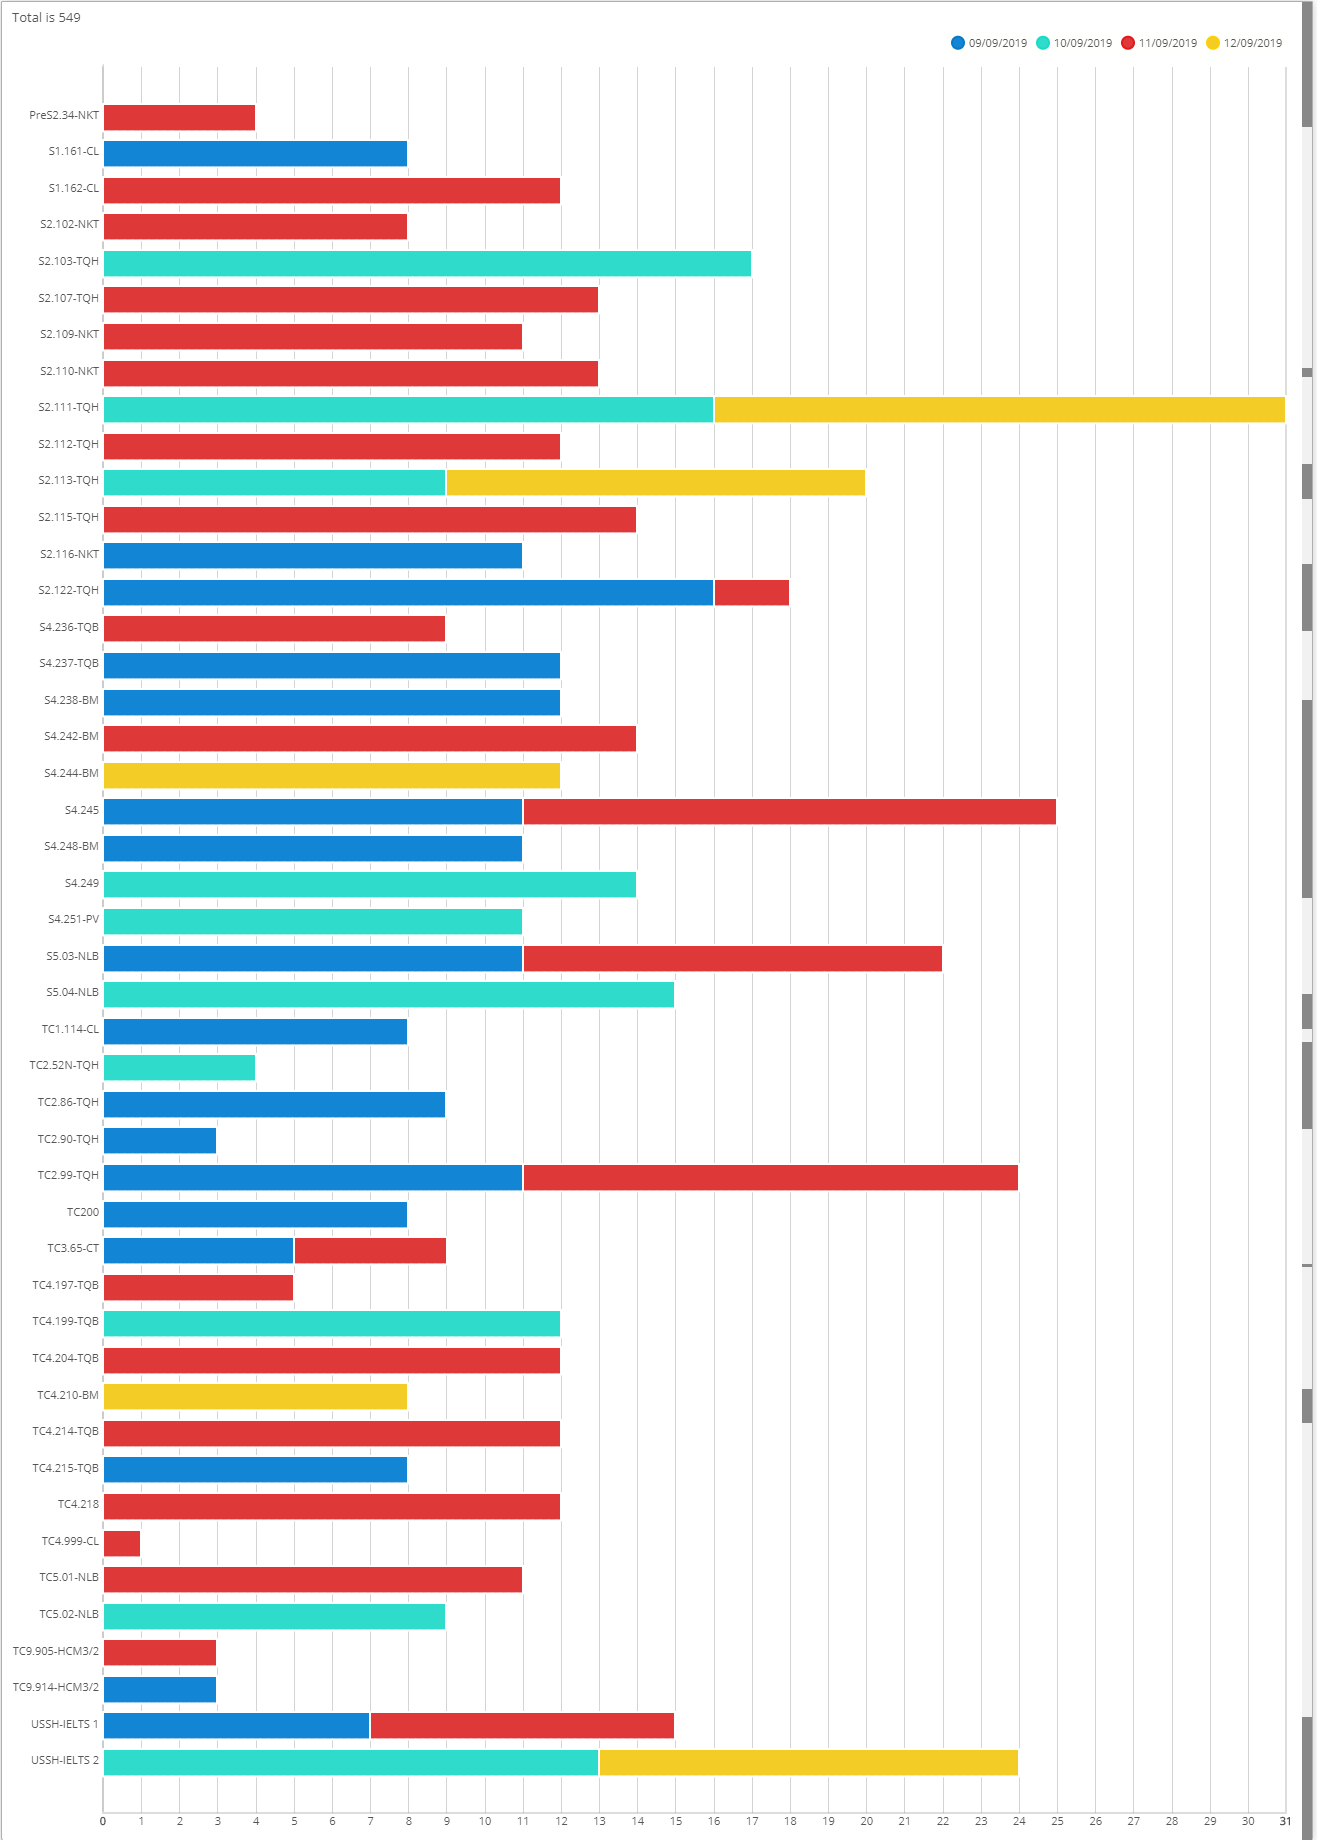 Total is 549
09/09/2019 10/09/2019 11/09/2019 12/09/2019
PreS2.34-NKT
S1.161-CL
S1.162-CL
S2.102-NKT
S2.103-TQH
S2.107-TQH
S2.109-NKT
S2.110-NKT
S2.111-TQH
S2.112-TQH
S2.113-TQH
S2.115-TQH
S2.116-NKT
S2.122-TQH
S4.236-TQB
S4.237-TQB
S4.238-BM
S4.242-BM
S4.244-BM
S4.245
S4.248-BM
S4.249
S4.251-PV
S5.03-NLB
S5.04-NLB
TC1.114-CL
TC2.52N-TQH
TC2.86-TQH
TC2.90-TQH
TC2.99-TQH
TC200
TC3.65-CT
TC4.197-TQB
TC4.199-TQB
TC4.204-TQB
TC4.210-BM
TC4.214-TQB
TC4.215-TQB
TC4.218
TC4.999-CL
TC5.01-NLB
TC5.02-NLB
TC9.905-HCM3/2
TC9.914-HCM3/2
USSH-IELTS 1
USSH-IELTS 2
0 1 2 3 4 5 6 7 8 9 10 11 12 13 14 15 16 17 18 19 20 21 22 23 24 25 26 27 28 29 30 31